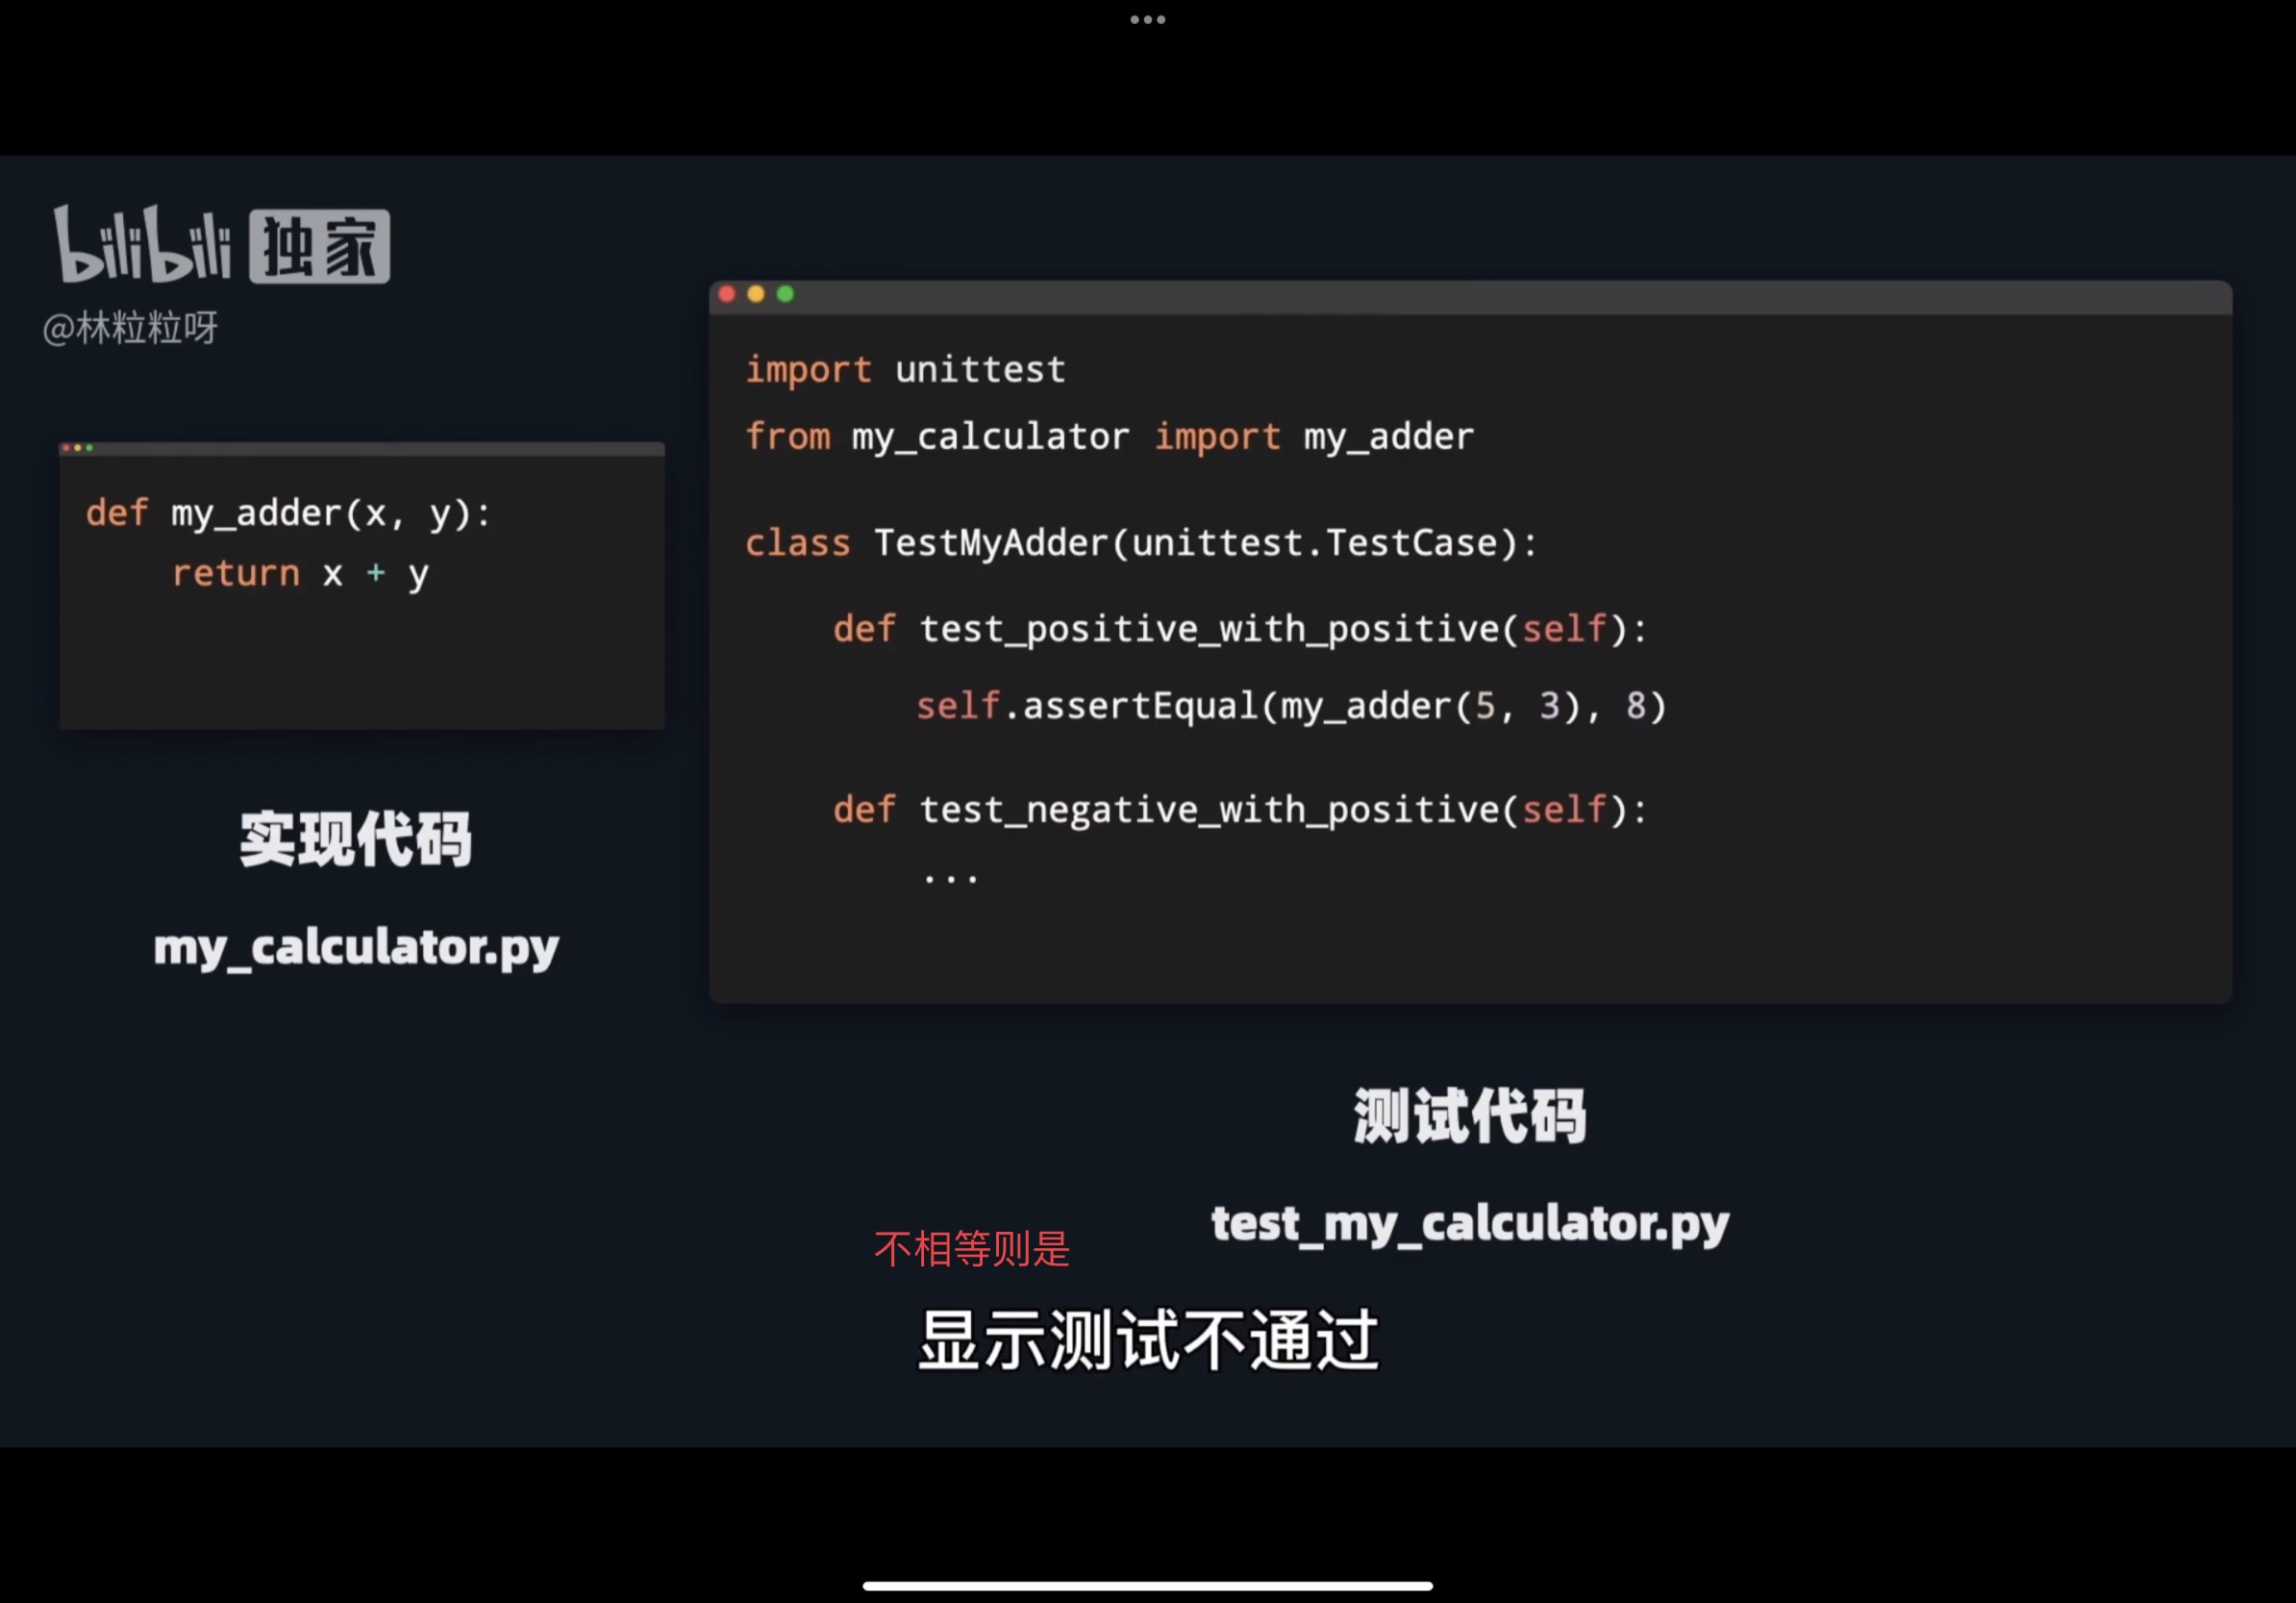 bilibili 独家
@林粒粒呀
def my_adder(x, y):
    return x + y
实现代码
my_calculator.py
import unittest
from my_calculator import my_adder
class TestMyAdder(unittest.TestCase):
    def test_positive_with_positive(self):
        self.assertEqual(my_adder(5, 3), 8)
    def test_negative_with_positive(self):
        ...
测试代码
test_my_calculator.py
不相等则是
显示测试不通过